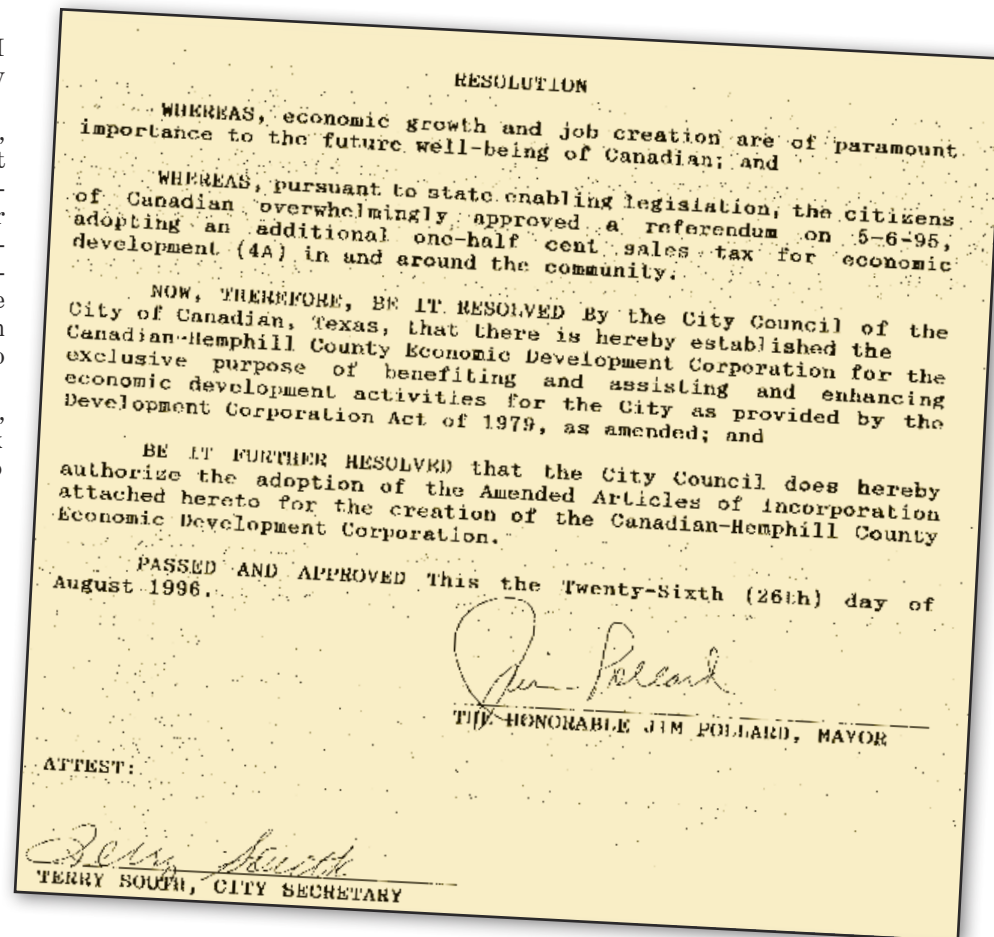 RESOLUTION
WHEREAS, economic growth and job creation are of paramount
importance to the future well-being of Canadian; and
WHEREAS, pursuant to state enabling legislation, the citizens
of Canadian overwhelmingly approved a referendum on 5-6-95,
adopting an additional one-half cent sales tax for economic
development (4A) in and around the community.
NOW, THEREFORE, BE IT RESOLVED By the City Council of the
City of Canadian, Texas, that there is hereby established the
Canadian-Hemphill County Economic Development Corporation for the
exclusive purpose of benefiting and assisting and enhancing
economic development activities for the City as provided by the
Development Corporation Act of 1979, as amended; and
BE IT FURTHER RESOLVED that the City Council does hereby
authorize the adoption of the Amended Articles of incorporation
attached hereto for the creation of the Canadian-Hemphill County
Economic Development Corporation.
PASSED AND APPROVED This the Twenty-Sixth (26th) day of
August 1996.
Jim Pollard
THE HONORABLE JIM POLLARD, MAYOR
ATTEST:
Terry South
TERRY SOUTH, CITY SECRETARY